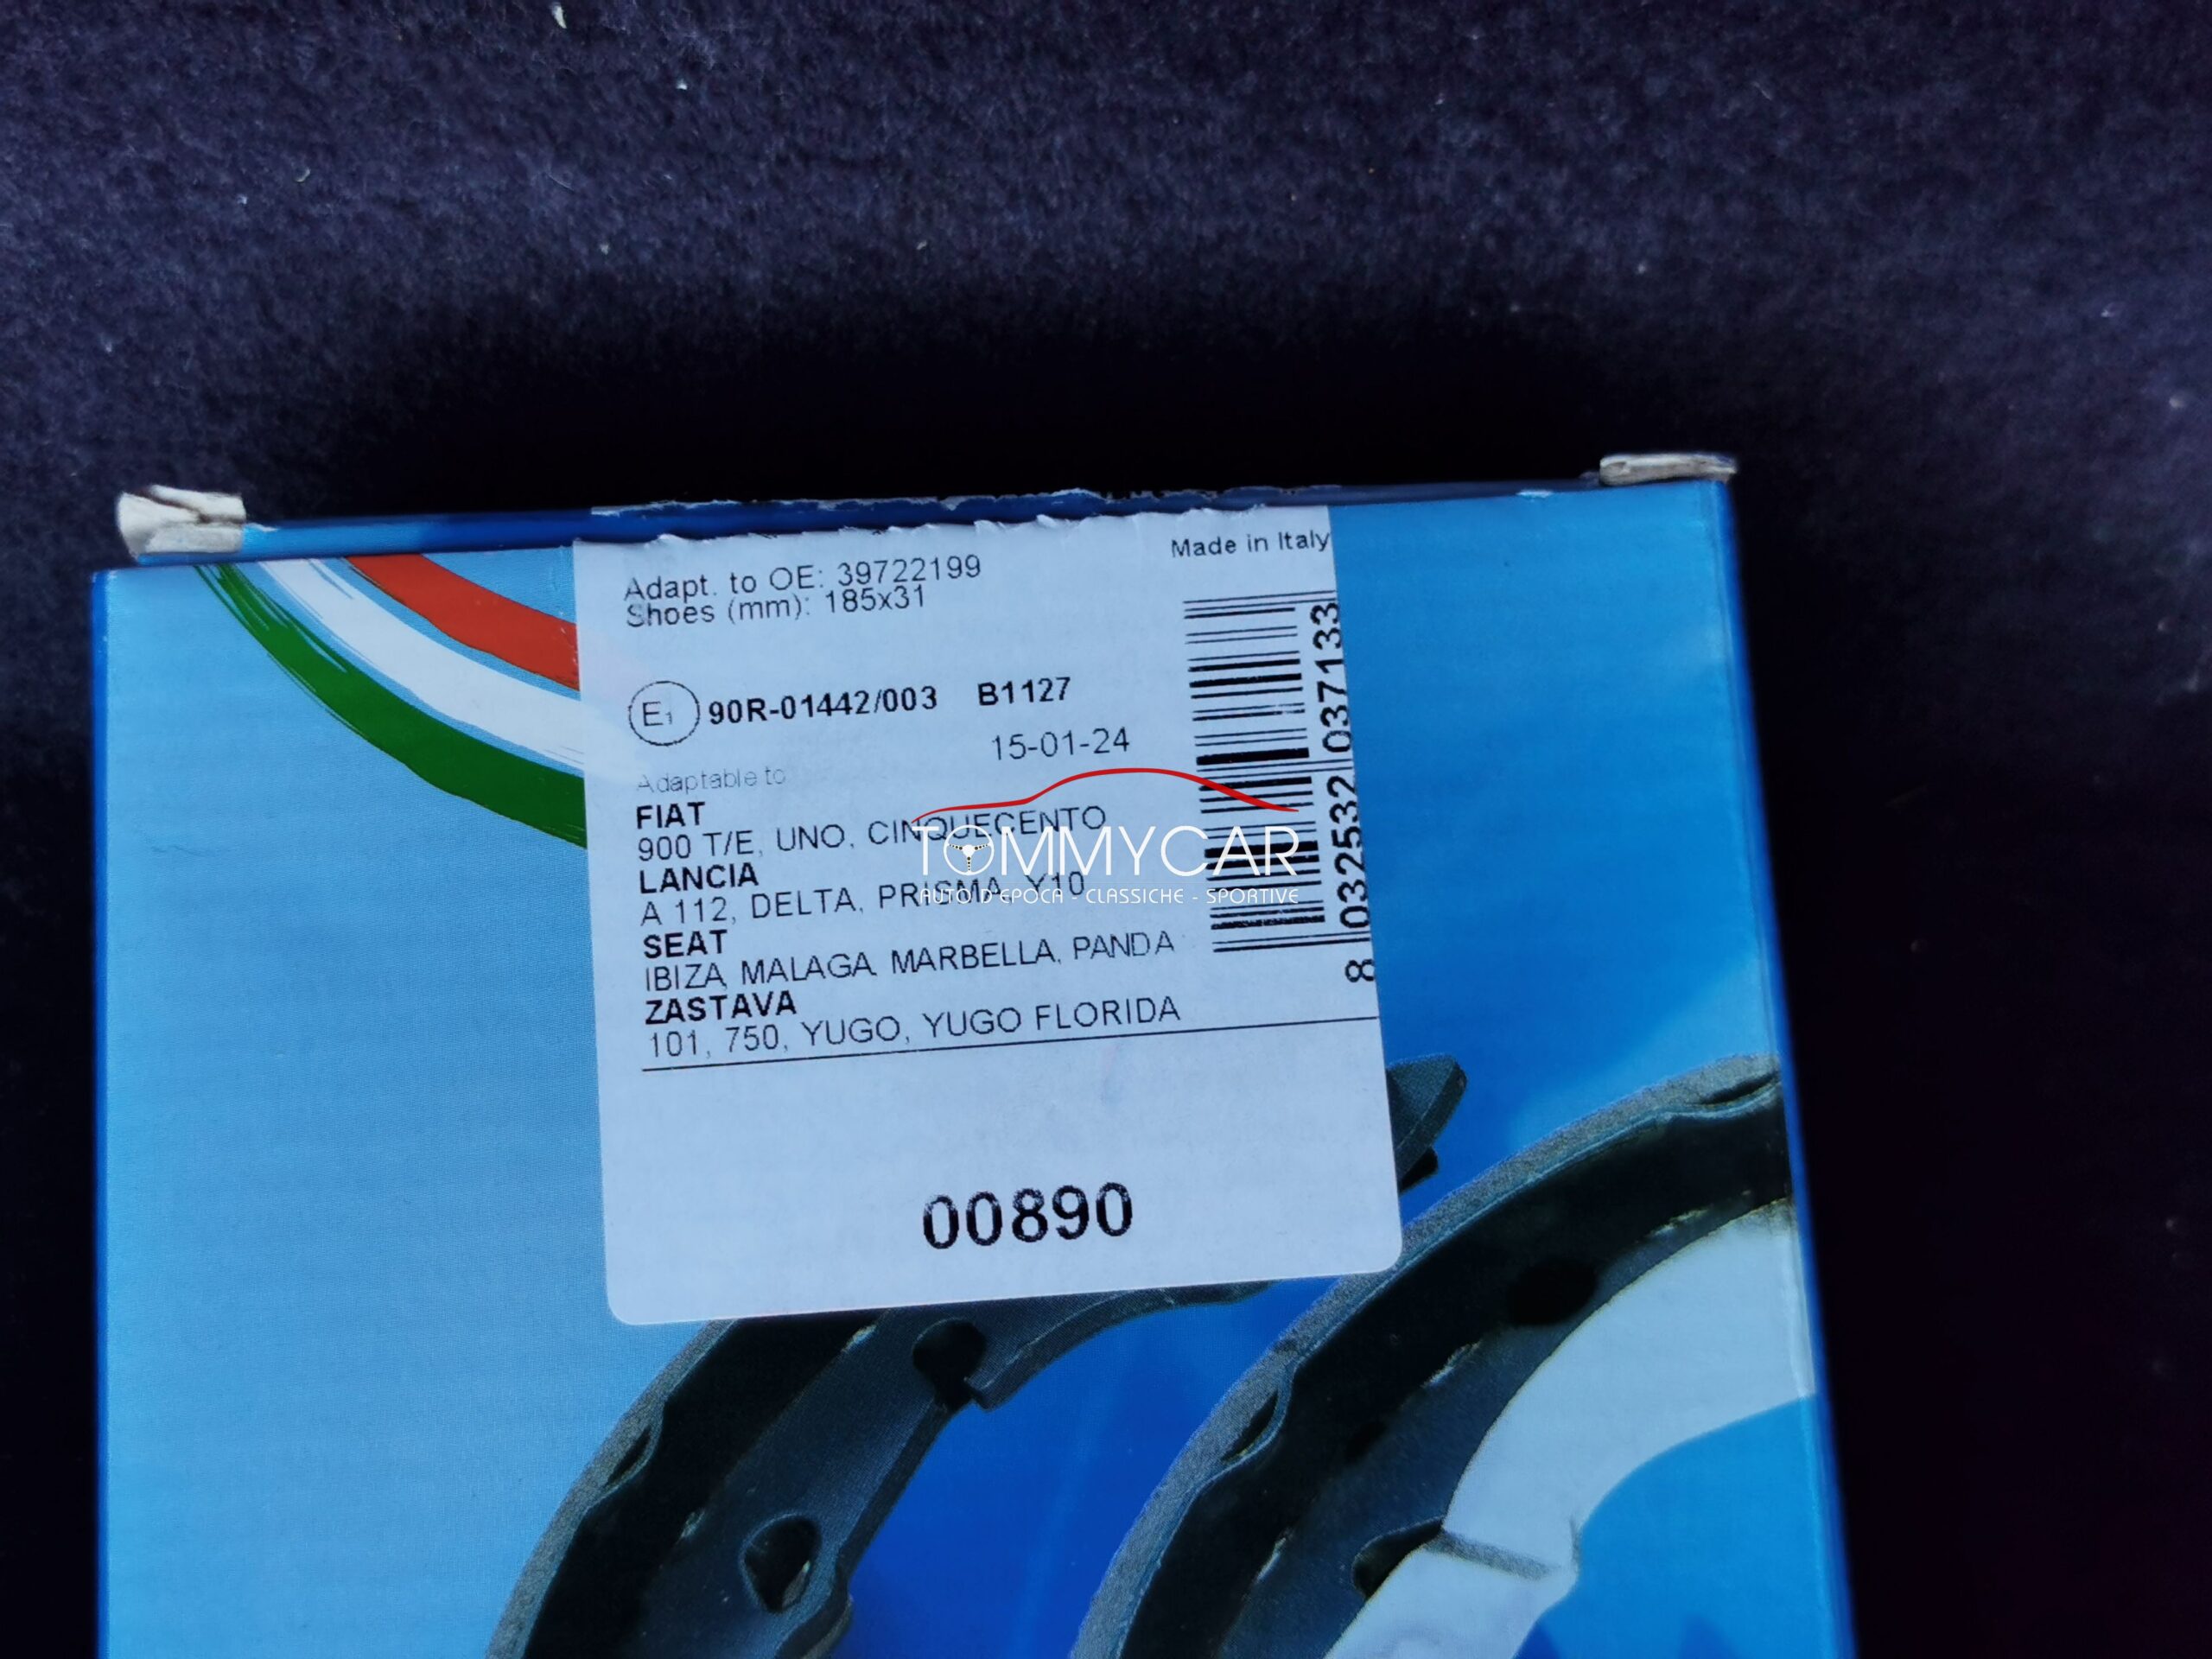 Made in Italy
Adapt. to OE: 39722199
Shoes (mm): 185x31
E1 90R-01442/003 B1127
15-01-24
Adaptable to
FIAT
900 T/E, UNO, CINQUECENTO
LANCIA
A 112, DELTA, PRISMA, Y10
SEAT
IBIZA, MALAGA MARBELLA, PANDA
ZASTAVA
101, 750, YUGO, YUGO FLORIDA
00890
8 032532 037133
TOMMYCAR
AUTO D'EPOCA - CLASSICHE - SPORTIVE